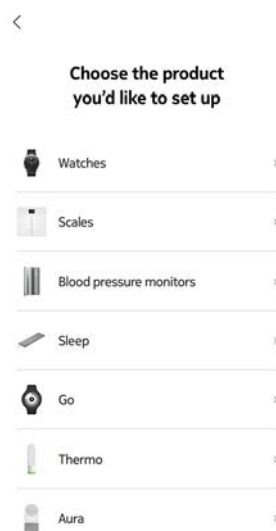 Choose the product
you’d like to set up
Watches
Scales
Blood pressure monitors
Sleep
Go
Thermo
Aura